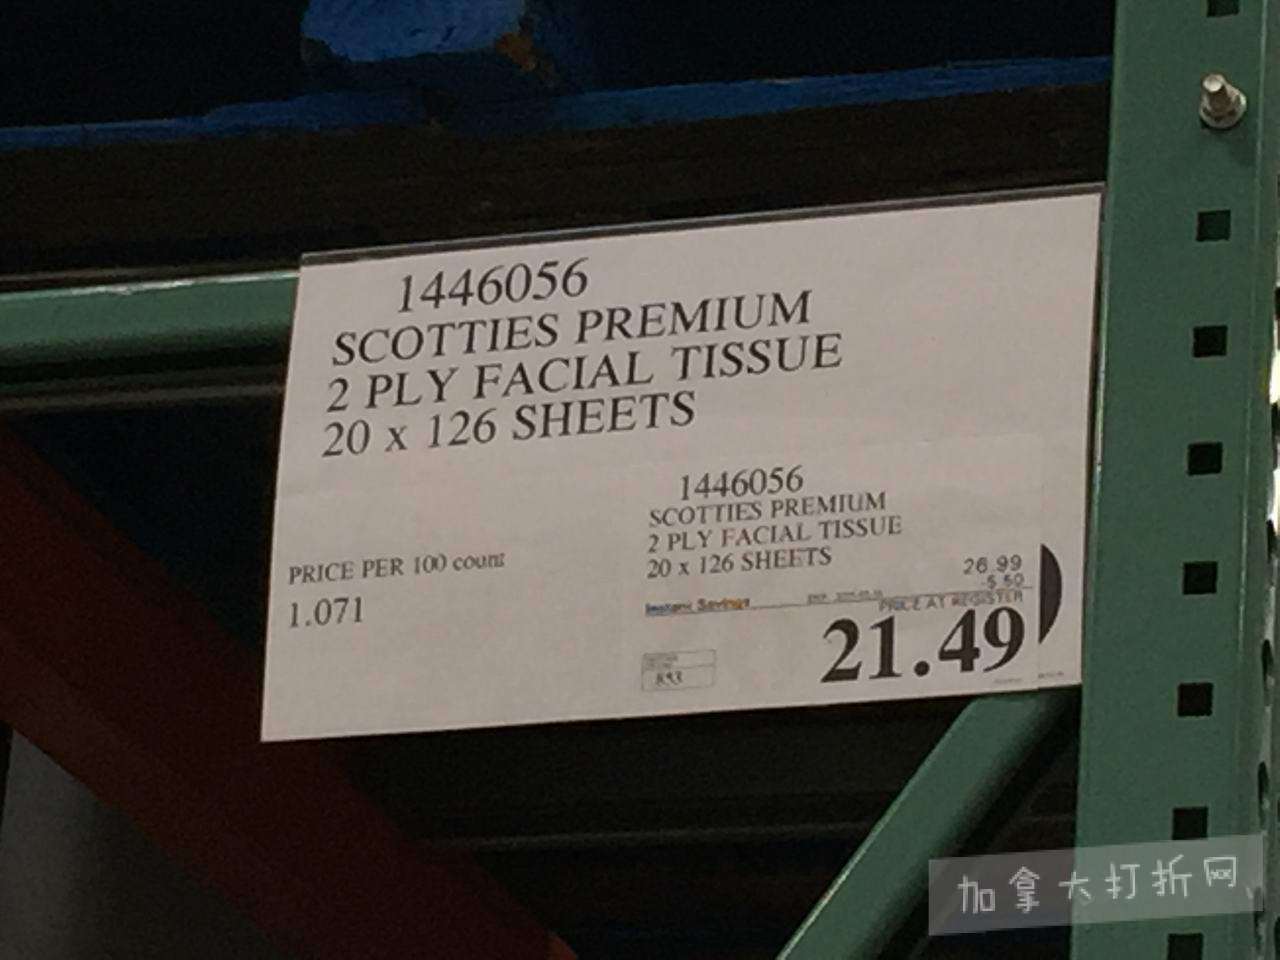 1446056
SCOTTIES PREMIUM
2 PLY FACIAL TISSUE
20 x 126 SHEETS
PRICE PER 100 count
1.071
1446056
SCOTTIES PREMIUM
2 PLY FACIAL TISSUE
20 x 126 SHEETS
26.99
-5.50
Instant Savings
PRICE AT REGISTER
21.49
893
加拿大打折网